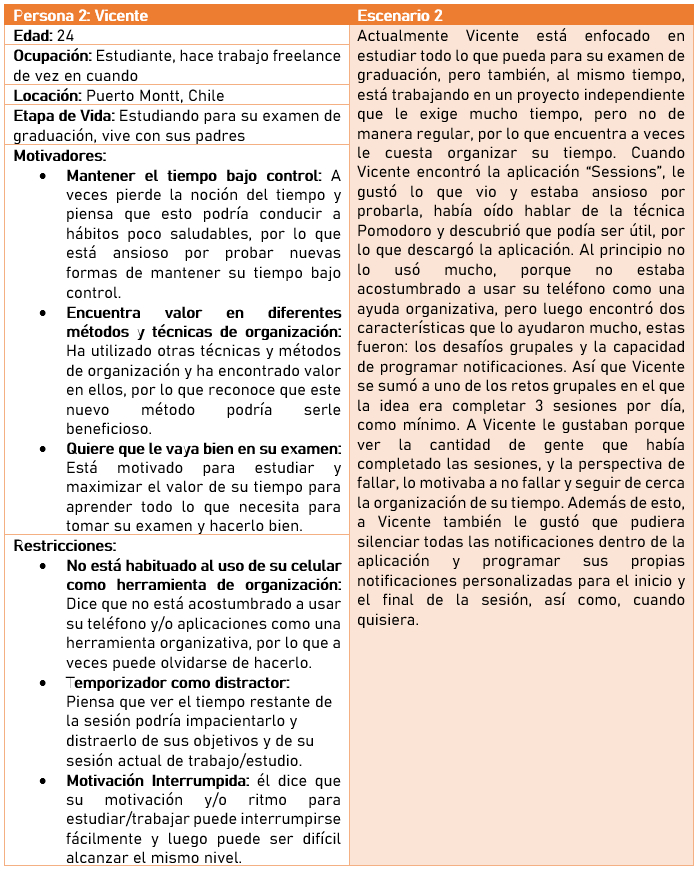 Persona 2: Vicente
Edad: 24
Ocupación: Estudiante, hace trabajo freelance
de vez en cuando
Locación: Puerto Montt, Chile
Etapa de Vida: Estudiando para su examen de
graduación, vive con sus padres
Motivadores:
• Mantener el tiempo bajo control: A
veces pierde la noción del tiempo y
piensa que esto podría conducir a
hábitos poco saludables, por lo que
está ansioso por probar nuevas
formas de mantener su tiempo bajo
control.
• Encuentra valor en diferentes
métodos y técnicas de organización:
Ha utilizado otras técnicas y métodos
de organización y ha encontrado valor
en ellos, por lo que reconoce que este
nuevo método podría serle
beneficioso.
• Quiere que le vaya bien en su examen:
Está motivado para estudiar y
maximizar el valor de su tiempo para
aprender todo lo que necesita para
tomar su examen y hacerlo bien.
Restricciones:
• No está habituado al uso de su celular
como herramienta de organización:
Dice que no está acostumbrado a usar
su teléfono y/o aplicaciones como una
herramienta organizativa, por lo que a
veces puede olvidarse de hacerlo.
• Temporizador como distractor:
Piensa que ver el tiempo restante de
la sesión podría impacientarlo y
distraerlo de sus objetivos y de su
sesión actual de trabajo/estudio.
• Motivación Interrumpida: él dice que
su motivación y/o ritmo para
estudiar/trabajar puede interrumpirse
fácilmente y luego puede ser difícil
alcanzar el mismo nivel.
Escenario 2
Actualmente Vicente está enfocado en
estudiar todo lo que pueda para su examen de
graduación, pero también, al mismo tiempo,
está trabajando en un proyecto independiente
que le exige mucho tiempo, pero no de
manera regular, por lo que encuentra a veces
le cuesta organizar su tiempo. Cuando
Vicente encontró la aplicación “Sessions”, le
gustó lo que vio y estaba ansioso por
probarla, había oído hablar de la técnica
Pomodoro y descubrió que podía ser útil, por
lo que descargó la aplicación. Al principio no
lo usó mucho, porque no estaba
acostumbrado a usar su teléfono como una
ayuda organizativa, pero luego encontró dos
características que lo ayudaron mucho, estas
fueron: los desafíos grupales y la capacidad
de programar notificaciones. Así que Vicente
se sumó a uno de los retos grupales en el que
la idea era completar 3 sesiones por día,
como mínimo. A Vicente le gustaban porque
ver la cantidad de gente que había
completado las sesiones, y la perspectiva de
fallar, lo motivaba a no fallar y seguir de cerca
la organización de su tiempo. Además de esto,
a Vicente también le gustó que pudiera
silenciar todas las notificaciones dentro de la
aplicación y programar sus propias
notificaciones personalizadas para el inicio y
el final de la sesión, así como, cuando
quisiera.